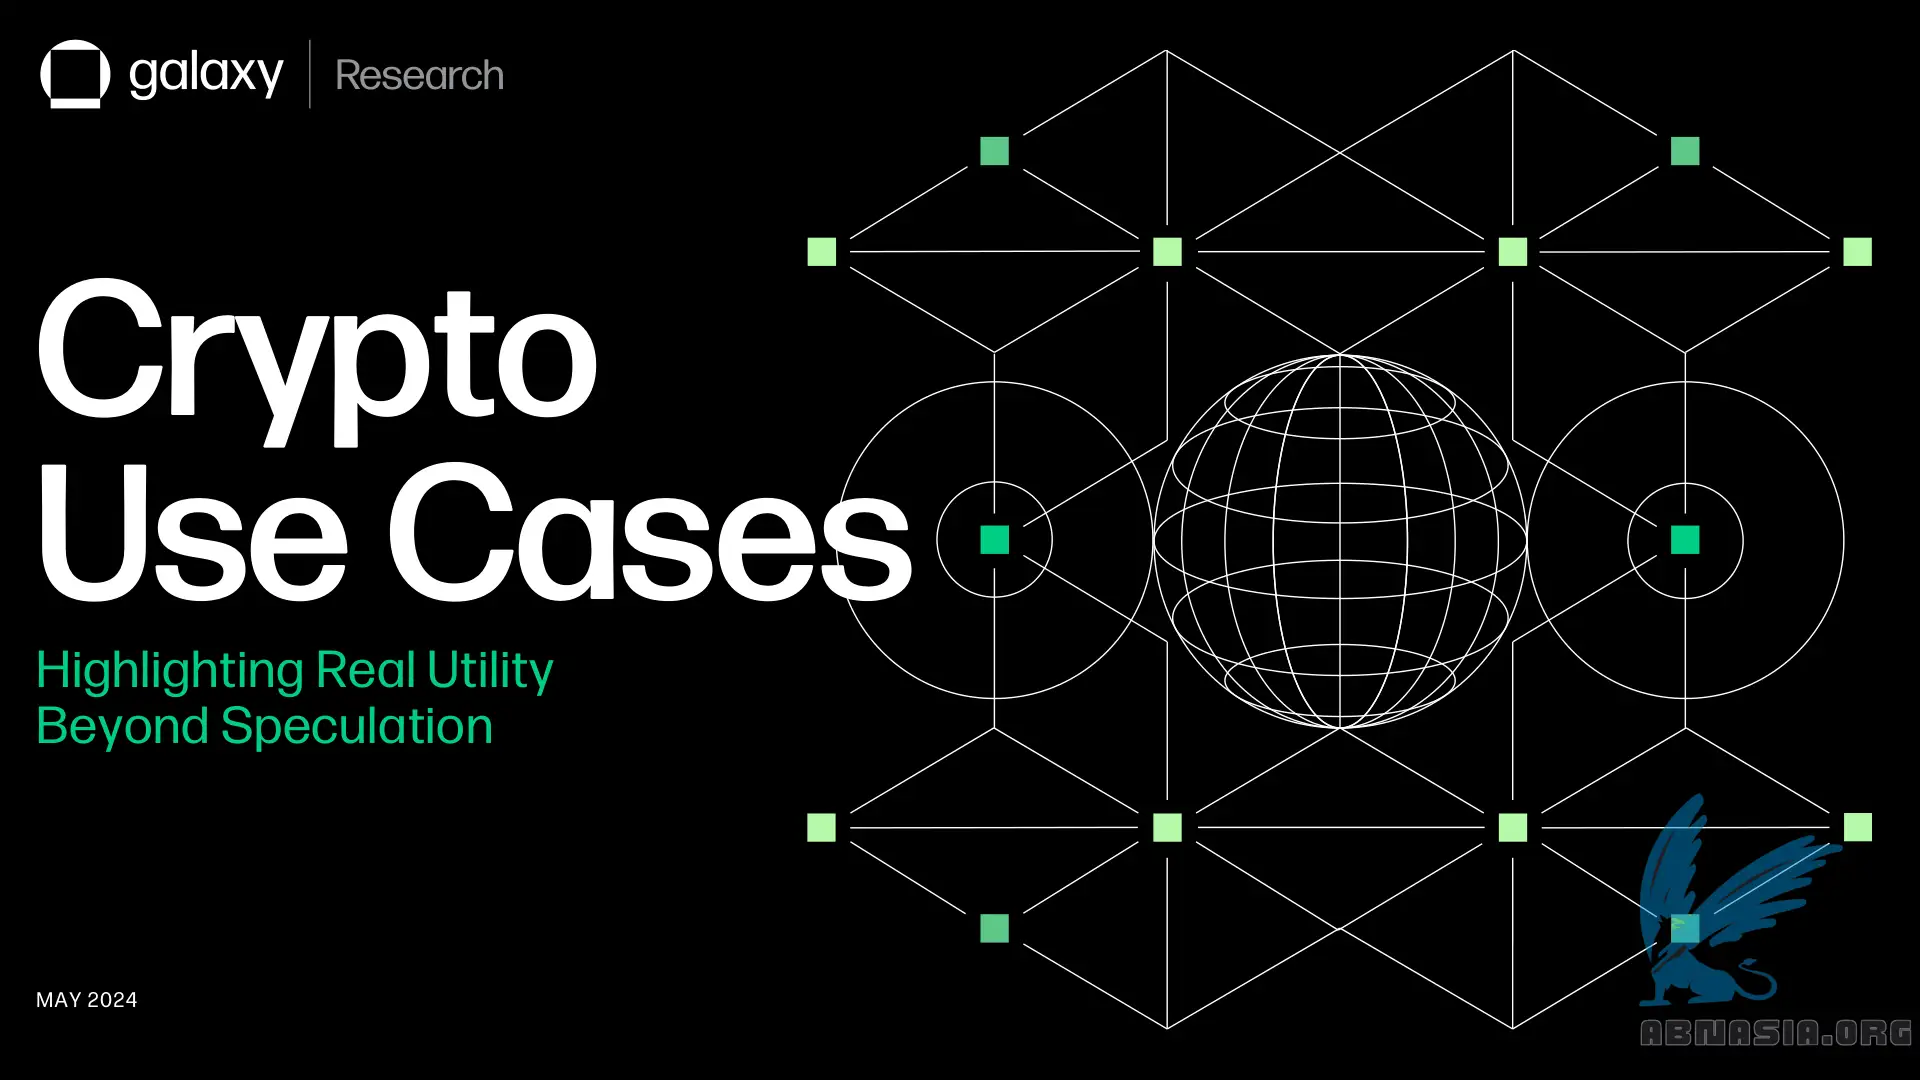 galaxy | Research
Crypto
Use Cases
Highlighting Real Utility
Beyond Speculation
MAY 2024
ABMASIA.ORG